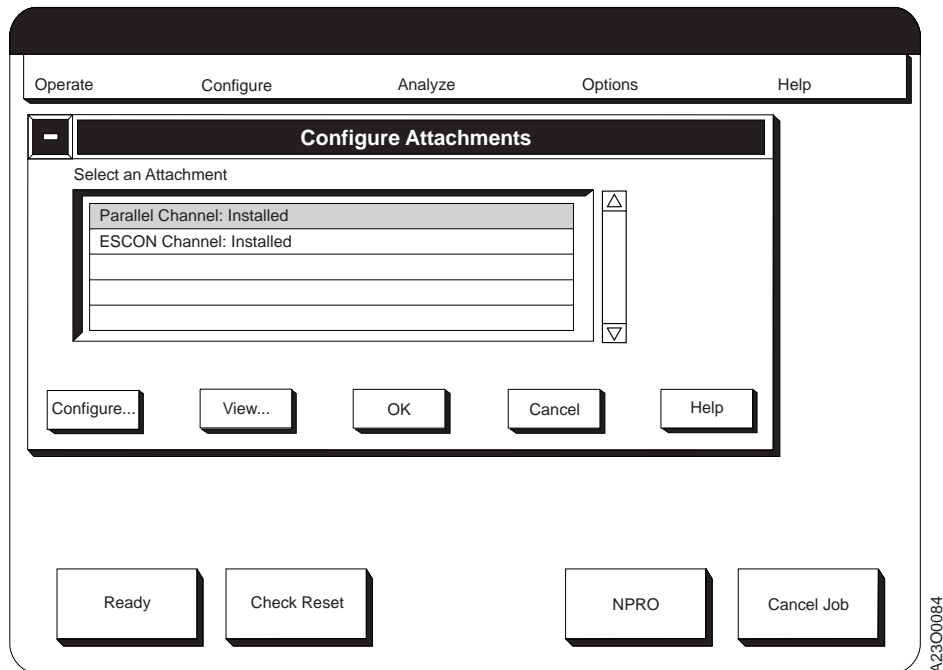 Operate Configure Analyze Options Help
Configure Attachments
Select an Attachment
Parallel Channel: Installed
ESCON Channel: Installed
Configure... View... OK Cancel Help
Ready Check Reset NPRO Cancel Job
A23O0084